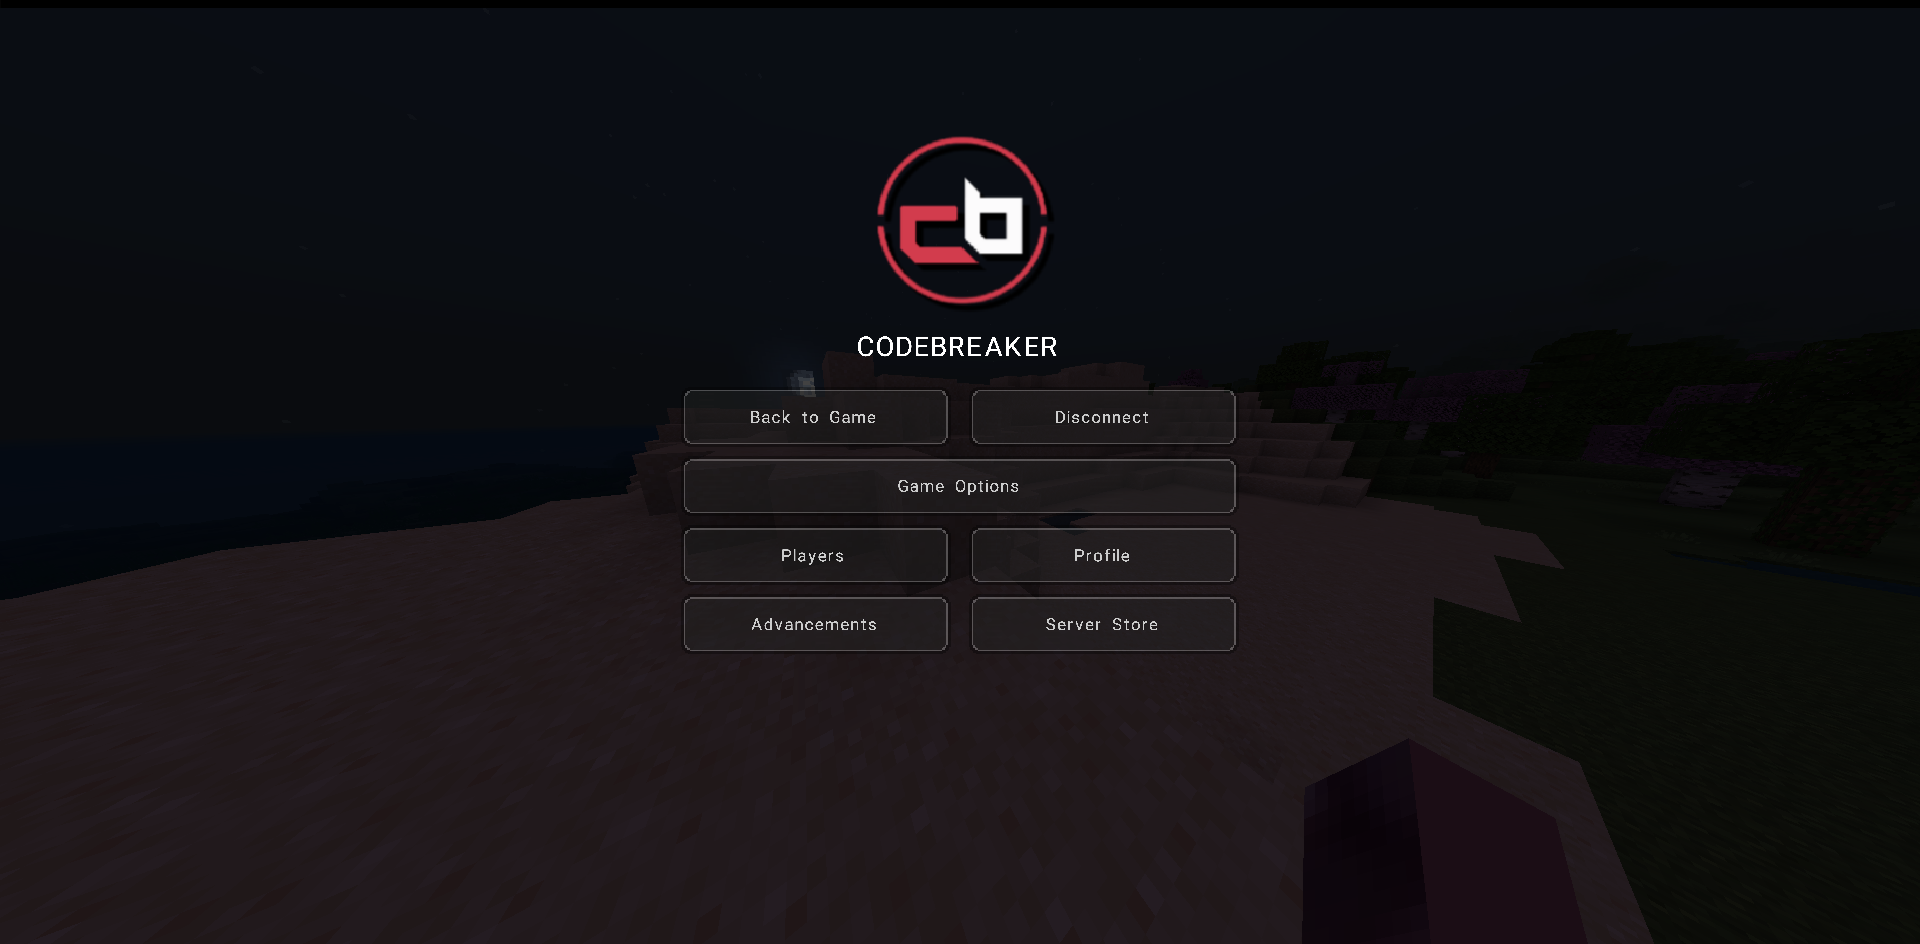 cb
CODEBREAKER
Back to Game
Disconnect
Game Options
Players
Profile
Advancements
Server Store